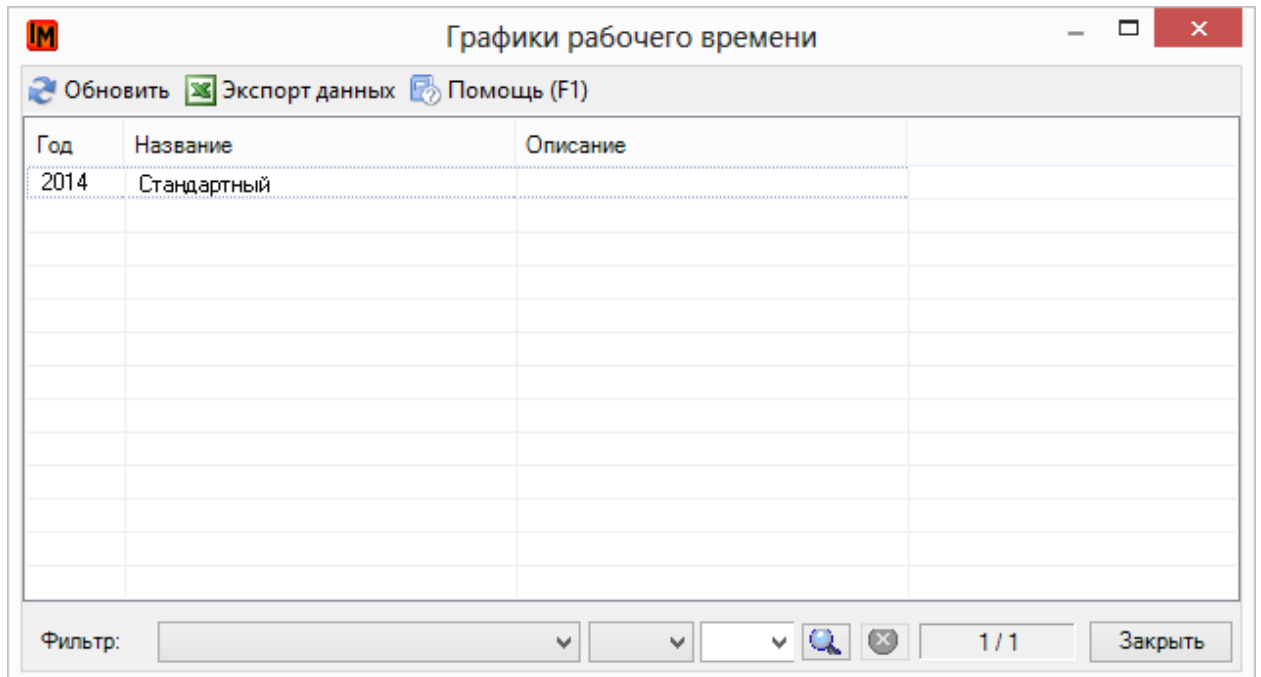 IM Графики рабочего времени
Обновить Экспорт данных Помощь (F1)
Год Название Описание
2014 Стандартный
Фильтр: 1 / 1 Закрыть